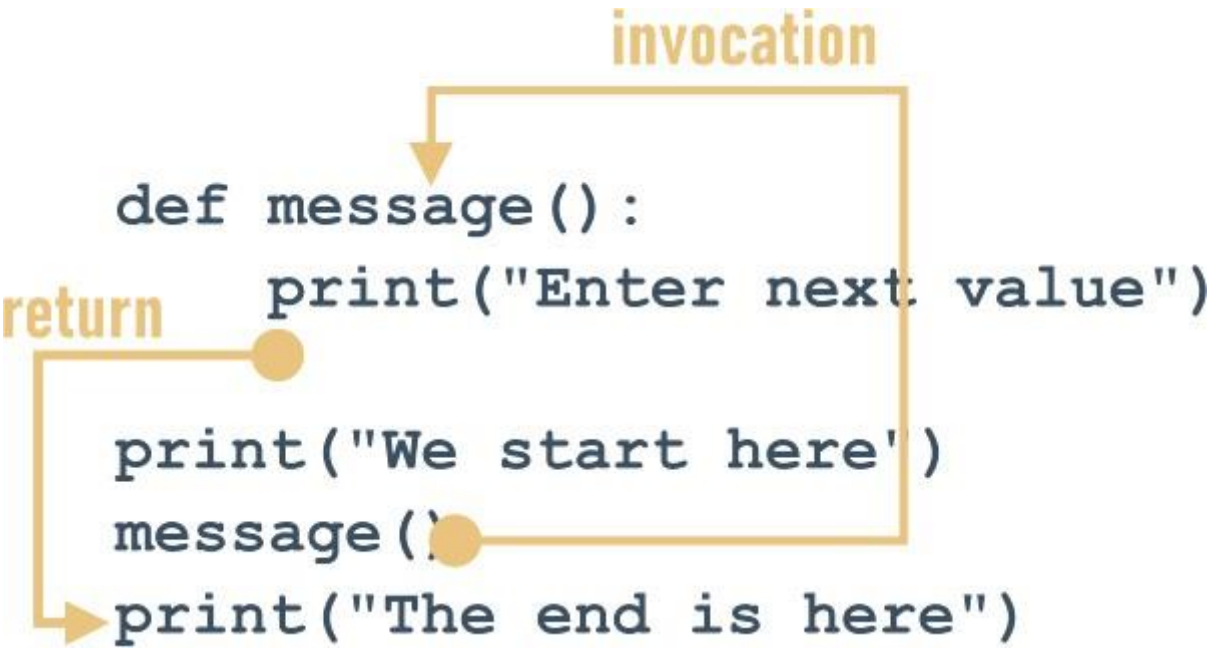 invocation
def message():
    print("Enter next value")
return
print("We start here")
message()
print("The end is here")